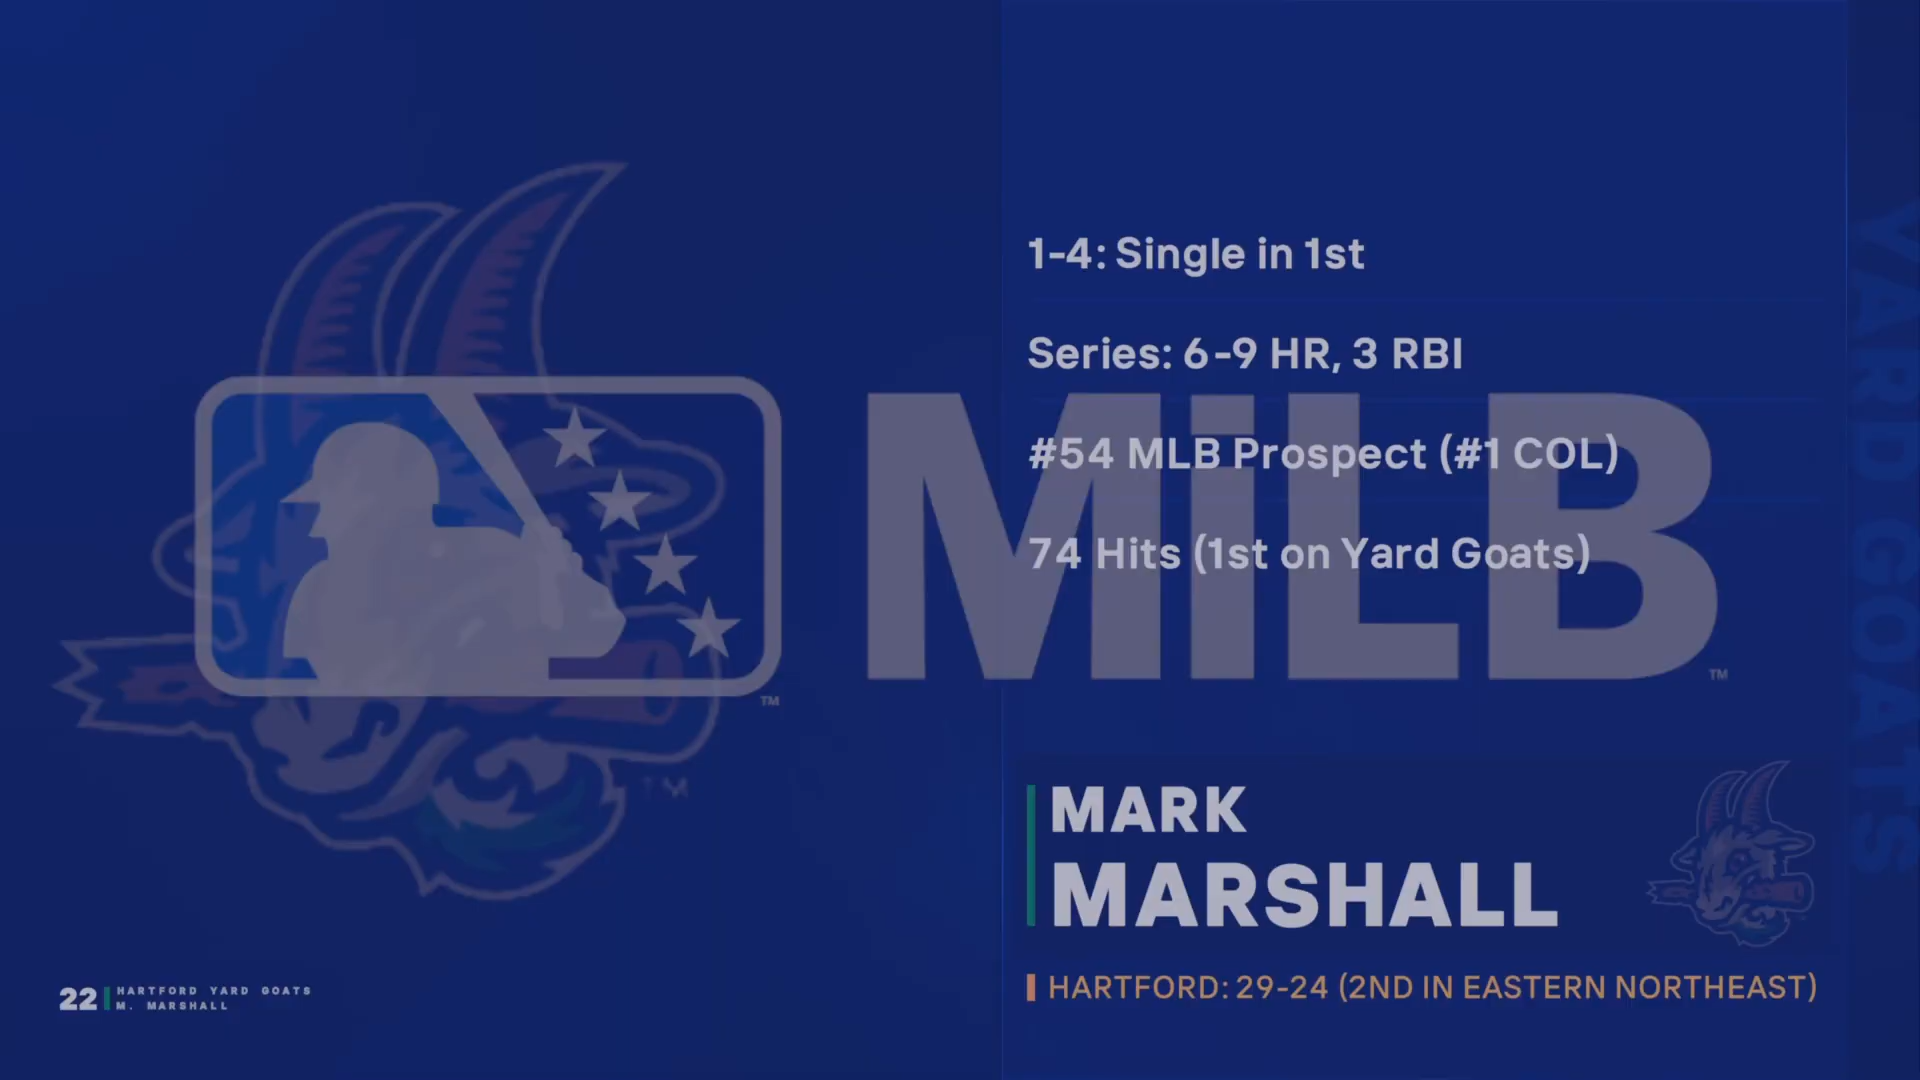 1-4: Single in 1st
Series: 6-9 HR, 3 RBI
#54 MLB Prospect (#1 COL)
74 Hits (1st on Yard Goats)
MiLB
TM
TM
TM
MARK
MARSHALL
HARTFORD: 29-24 (2ND IN EASTERN NORTHEAST)
22
HARTFORD YARD GOATS
M. MARSHALL
YARD GOATS